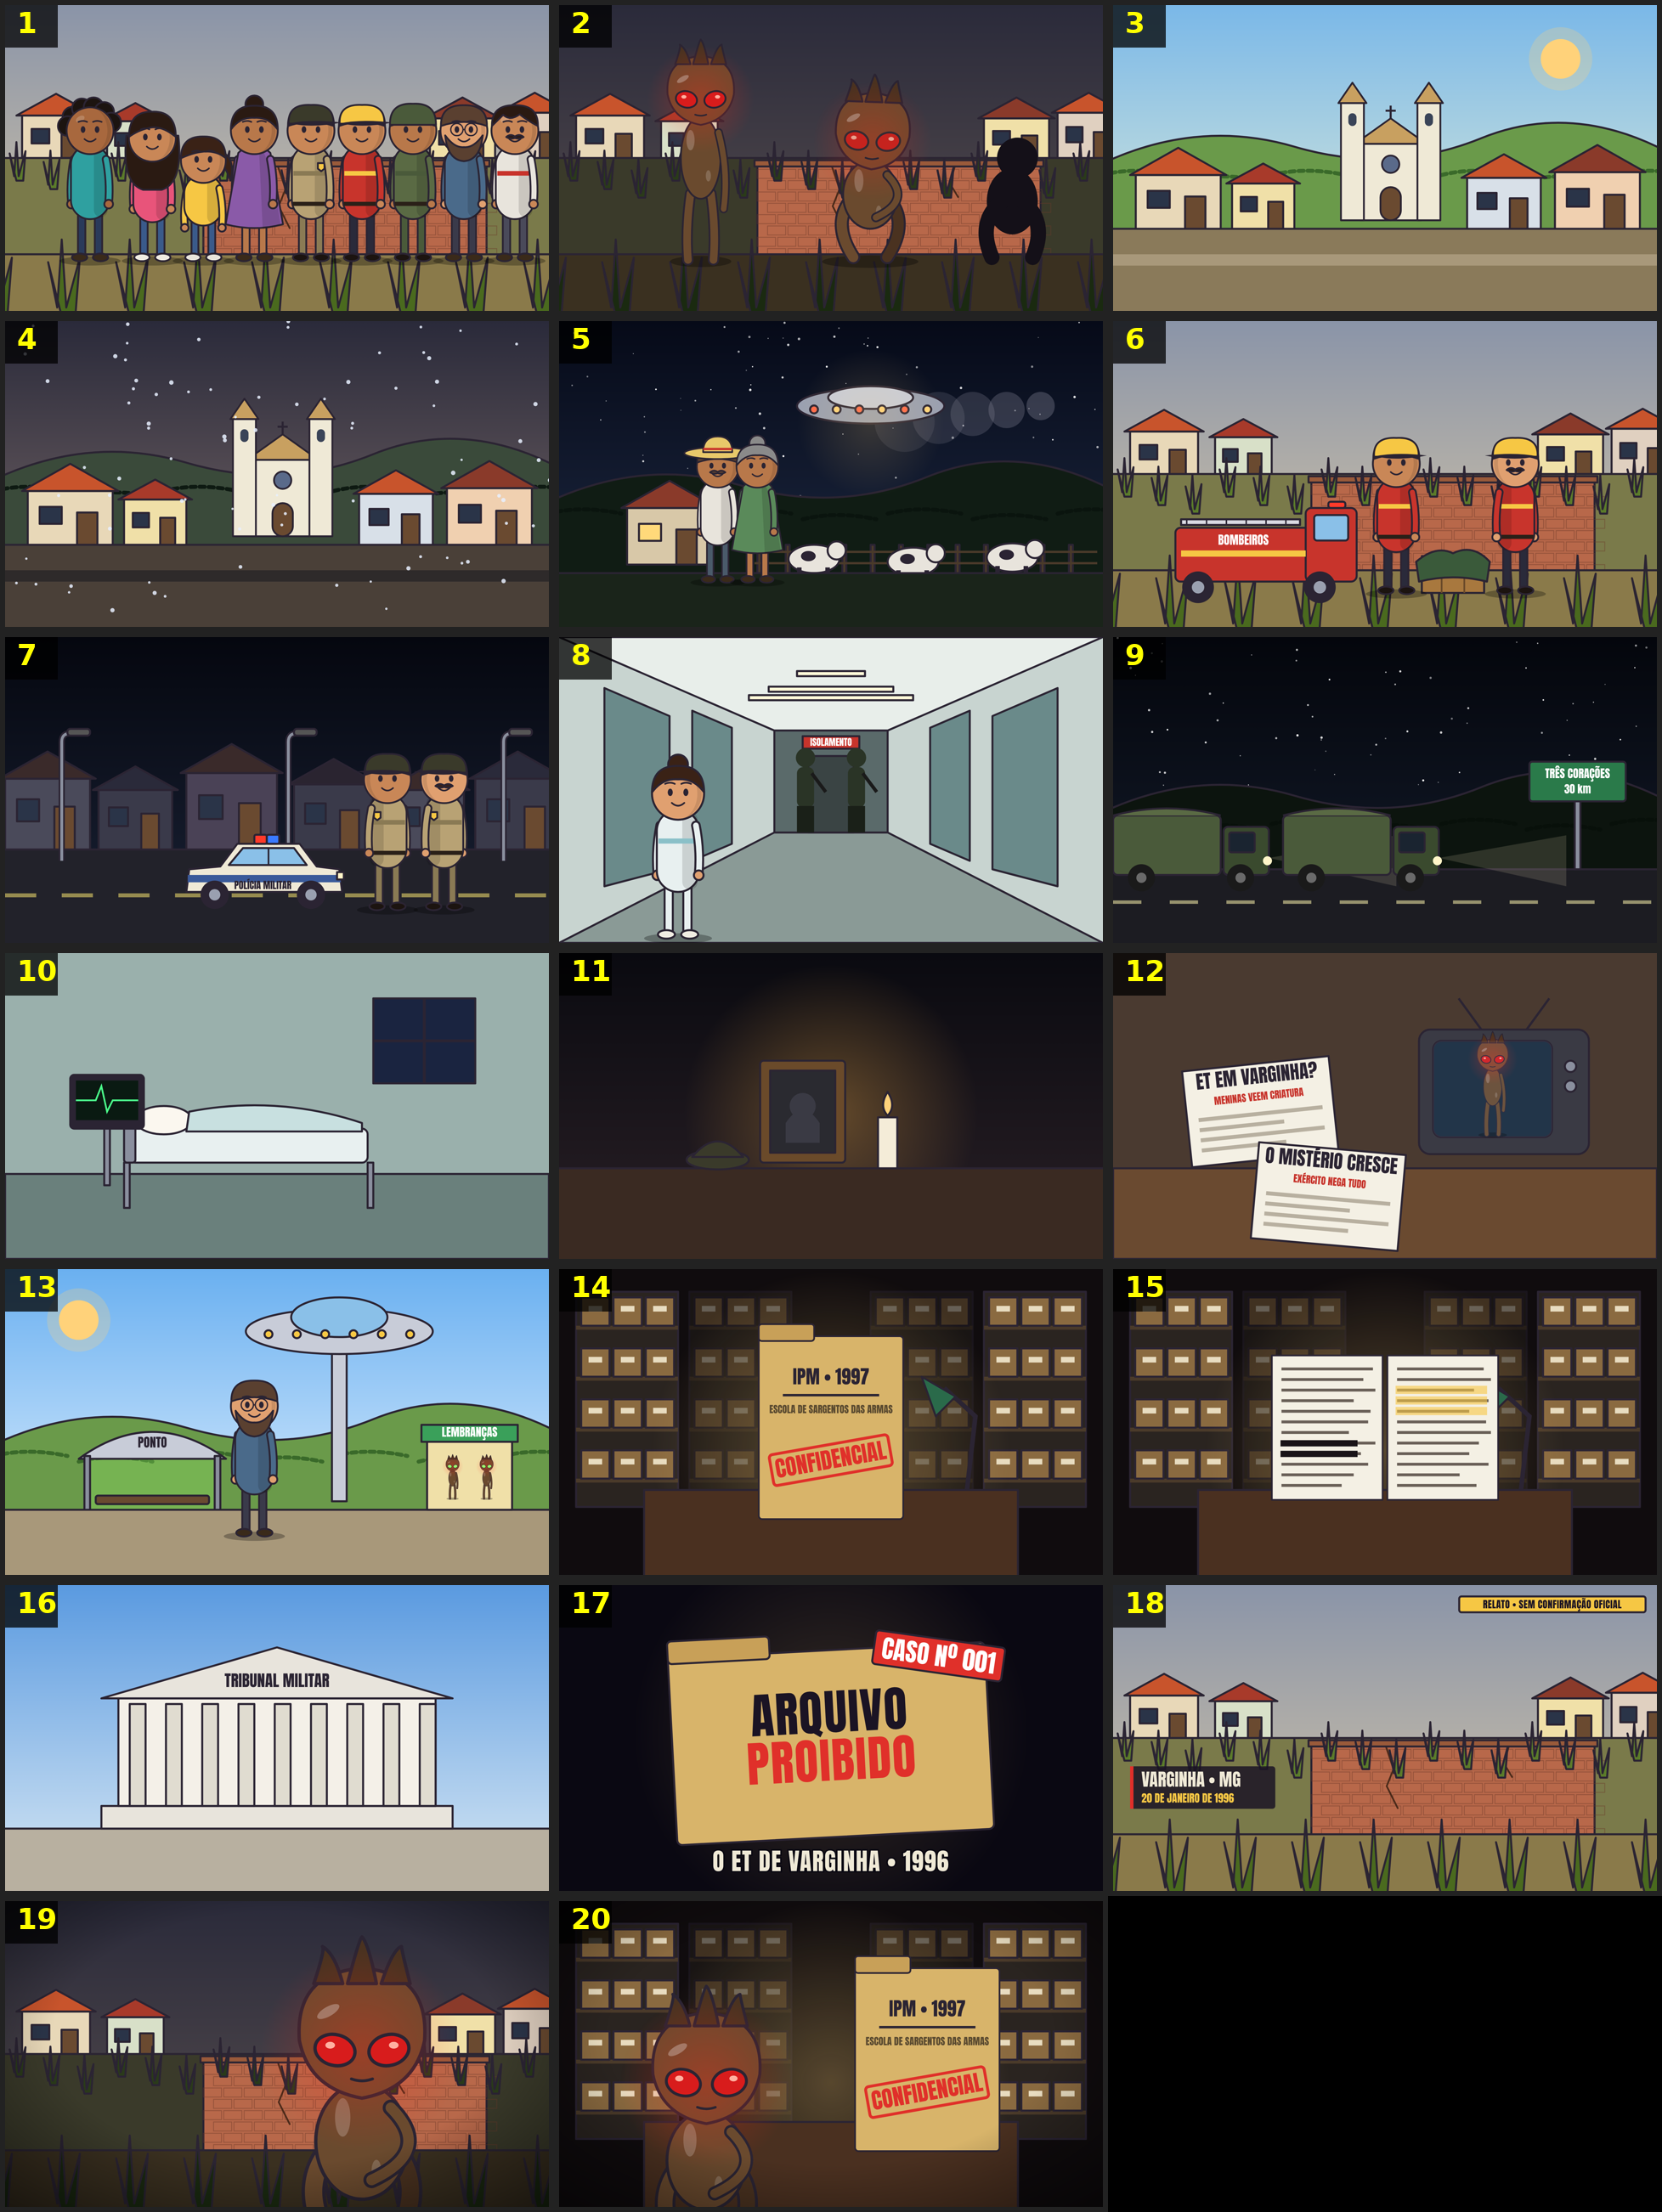 1
2
3
4
5
6
BOMBEIROS
7
POLÍCIA MILITAR
8
ISOLAMENTO
9
TRÊS CORAÇÕES
30 km
10
11
12
ET EM VARGINHA?
MENINAS VEEM CRIATURA
O MISTÉRIO CRESCE
EXÉRCITO NEGA TUDO
13
PONTO
LEMBRANÇAS
14
IPM • 1997
ESCOLA DE SARGENTOS DAS ARMAS
CONFIDENCIAL
15
16
TRIBUNAL MILITAR
17
CASO Nº 001
ARQUIVO
PROIBIDO
O ET DE VARGINHA • 1996
18
RELATO • SEM CONFIRMAÇÃO OFICIAL
VARGINHA • MG
20 DE JANEIRO DE 1996
19
20
IPM • 1997
ESCOLA DE SARGENTOS DAS ARMAS
CONFIDENCIAL